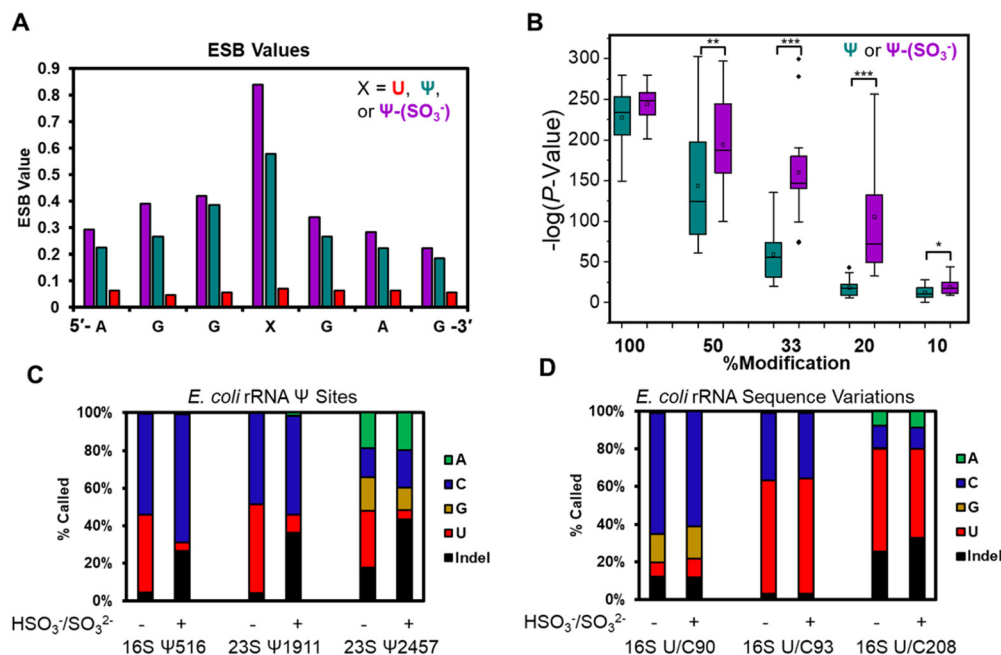 A
ESB Values
0.9
0.8
0.7
0.6
0.5
0.4
0.3
0.2
0.1
0
ESB Value
X = U, Ψ,
or Ψ-(SO₃⁻)
5′- A G G X G A G -3′
B
Ψ or Ψ-(SO₃⁻)
** *** *** *
300
250
200
150
100
50
0
-log(P-Value)
100 50 33 20 10
%Modification
C
E. coli rRNA Ψ Sites
100%
80%
60%
40%
20%
0%
% Called
A
C
G
U
Indel
HSO₃⁻/SO₃²⁻ - + - + - +
16S Ψ516 23S Ψ1911 23S Ψ2457
D
E. coli rRNA Sequence Variations
100%
80%
60%
40%
20%
0%
% Called
A
C
G
U
Indel
HSO₃⁻/SO₃²⁻ - + - + - +
16S U/C90 16S U/C93 16S U/C208